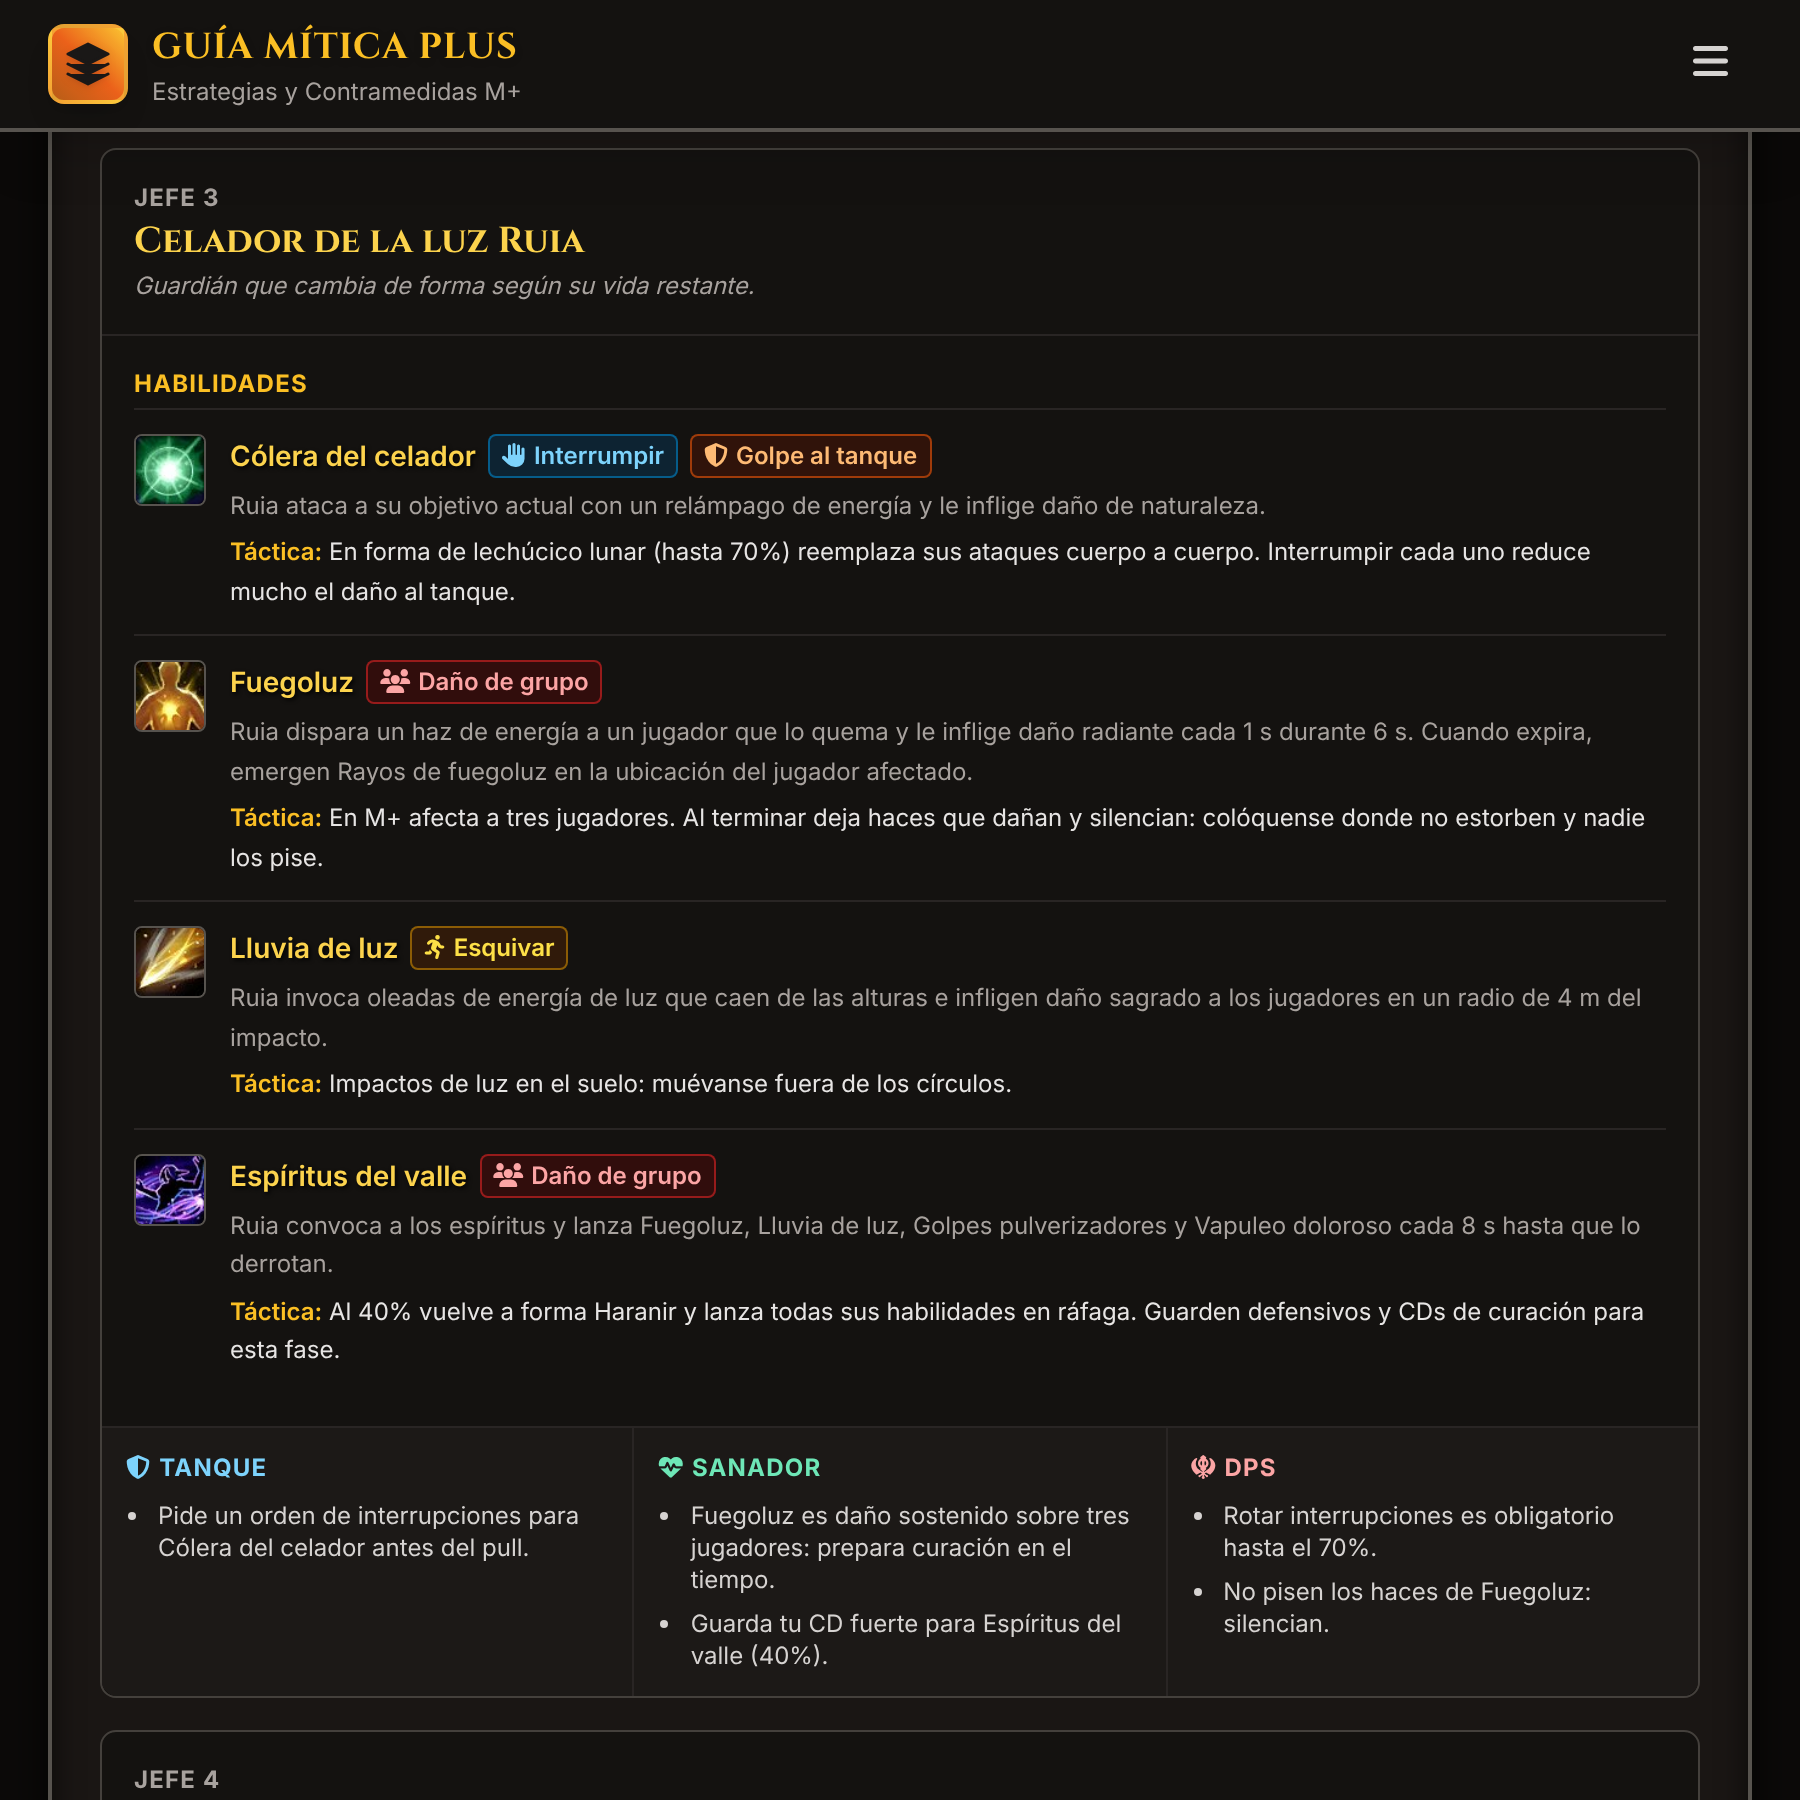 GUÍA MÍTICA PLUS
Estrategias y Contramedidas M+
JEFE 3
CELADOR DE LA LUZ RUIA
Guardián que cambia de forma según su vida restante.
HABILIDADES
Cólera del celador Interrumpir Golpe al tanque
Ruia ataca a su objetivo actual con un relámpago de energía y le inflige daño de naturaleza.
Táctica: En forma de lechúcico lunar (hasta 70%) reemplaza sus ataques cuerpo a cuerpo. Interrumpir cada uno reduce
mucho el daño al tanque.
Fuegoluz Daño de grupo
Ruia dispara un haz de energía a un jugador que lo quema y le inflige daño radiante cada 1 s durante 6 s. Cuando expira,
emergen Rayos de fuegoluz en la ubicación del jugador afectado.
Táctica: En M+ afecta a tres jugadores. Al terminar deja haces que dañan y silencian: colóquense donde no estorben y nadie
los pise.
Lluvia de luz Esquivar
Ruia invoca oleadas de energía de luz que caen de las alturas e infligen daño sagrado a los jugadores en un radio de 4 m del
impacto.
Táctica: Impactos de luz en el suelo: muévanse fuera de los círculos.
Espíritus del valle Daño de grupo
Ruia convoca a los espíritus y lanza Fuegoluz, Lluvia de luz, Golpes pulverizadores y Vapuleo doloroso cada 8 s hasta que lo
derrotan.
Táctica: Al 40% vuelve a forma Haranir y lanza todas sus habilidades en ráfaga. Guarden defensivos y CDs de curación para
esta fase.
TANQUE
• Pide un orden de interrupciones para
Cólera del celador antes del pull.
SANADOR
• Fuegoluz es daño sostenido sobre tres
jugadores: prepara curación en el
tiempo.
• Guarda tu CD fuerte para Espíritus del
valle (40%).
DPS
• Rotar interrupciones es obligatorio
hasta el 70%.
• No pisen los haces de Fuegoluz:
silencian.
JEFE 4